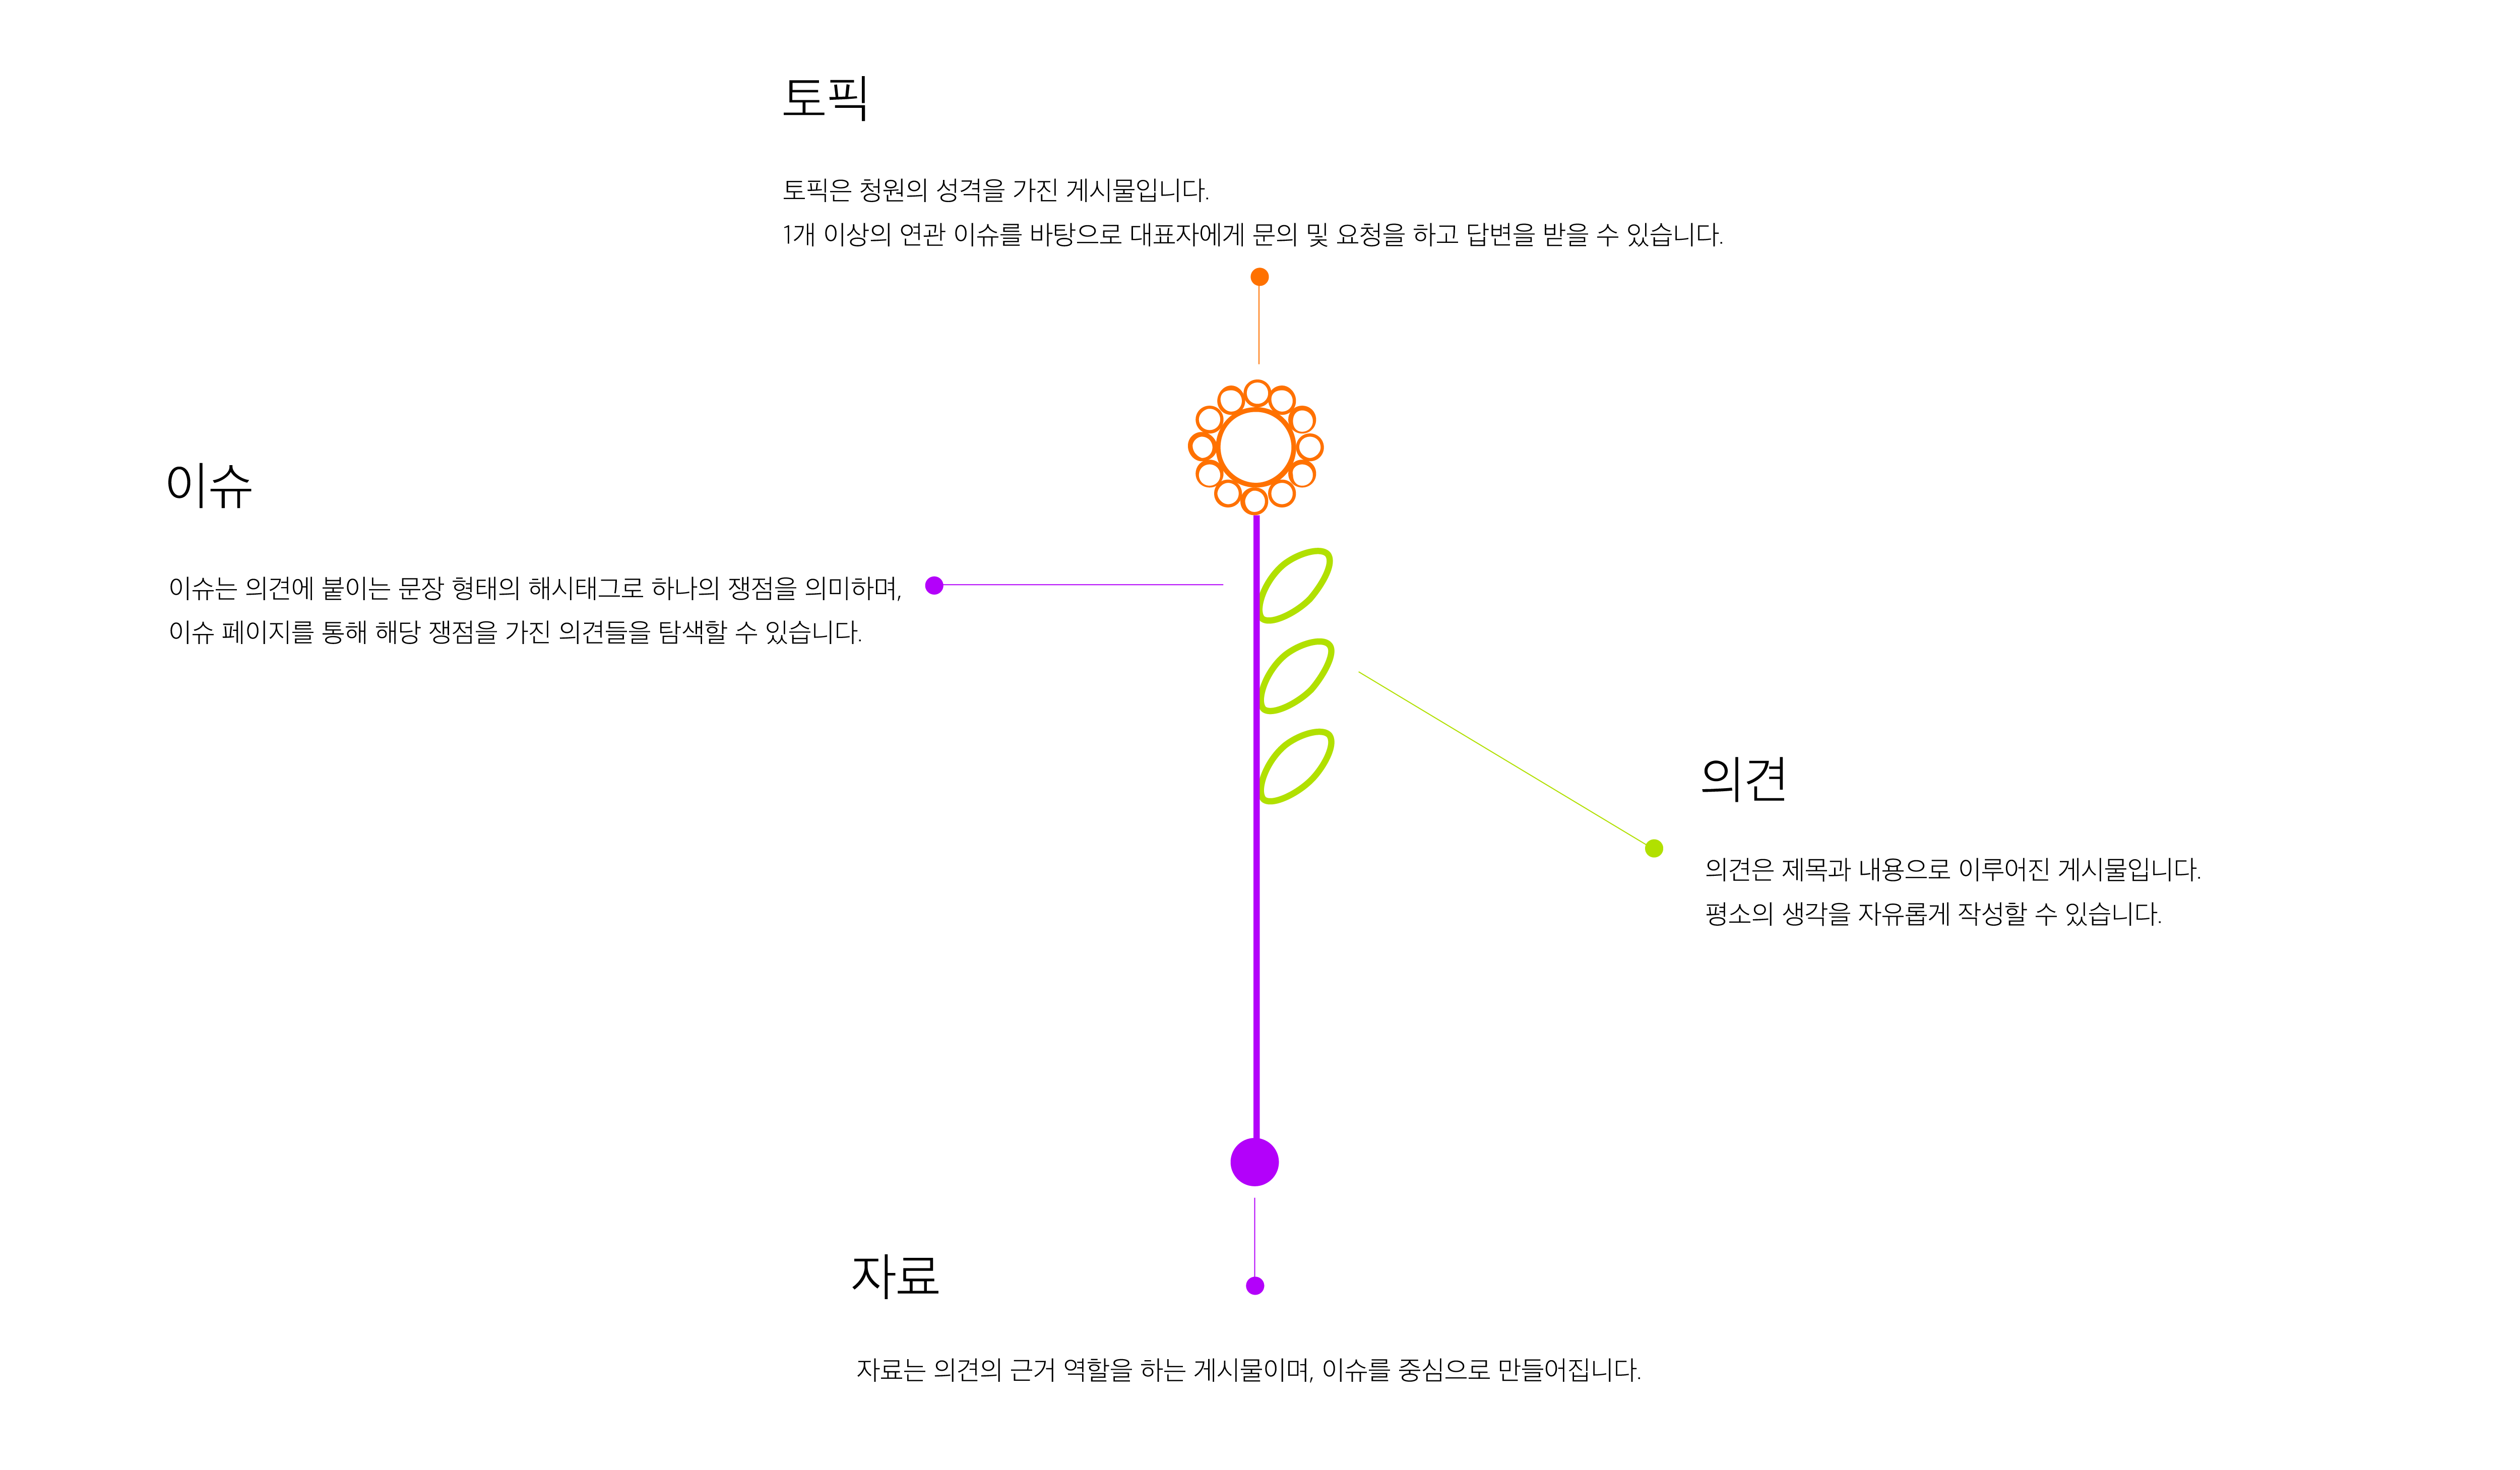 토픽
토픽은 청원의 성격을 가진 게시물입니다.
1개 이상의 연관 이슈를 바탕으로 대표자에게 문의 및 요청을 하고 답변을 받을 수 있습니다.
이슈
이슈는 의견에 붙이는 문장 형태의 해시태그로 하나의 쟁점을 의미하며,
이슈 페이지를 통해 해당 쟁점을 가진 의견들을 탐색할 수 있습니다.
의견
의견은 제목과 내용으로 이루어진 게시물입니다.
평소의 생각을 자유롭게 작성할 수 있습니다.
자료
자료는 의견의 근거 역할을 하는 게시물이며, 이슈를 중심으로 만들어집니다.